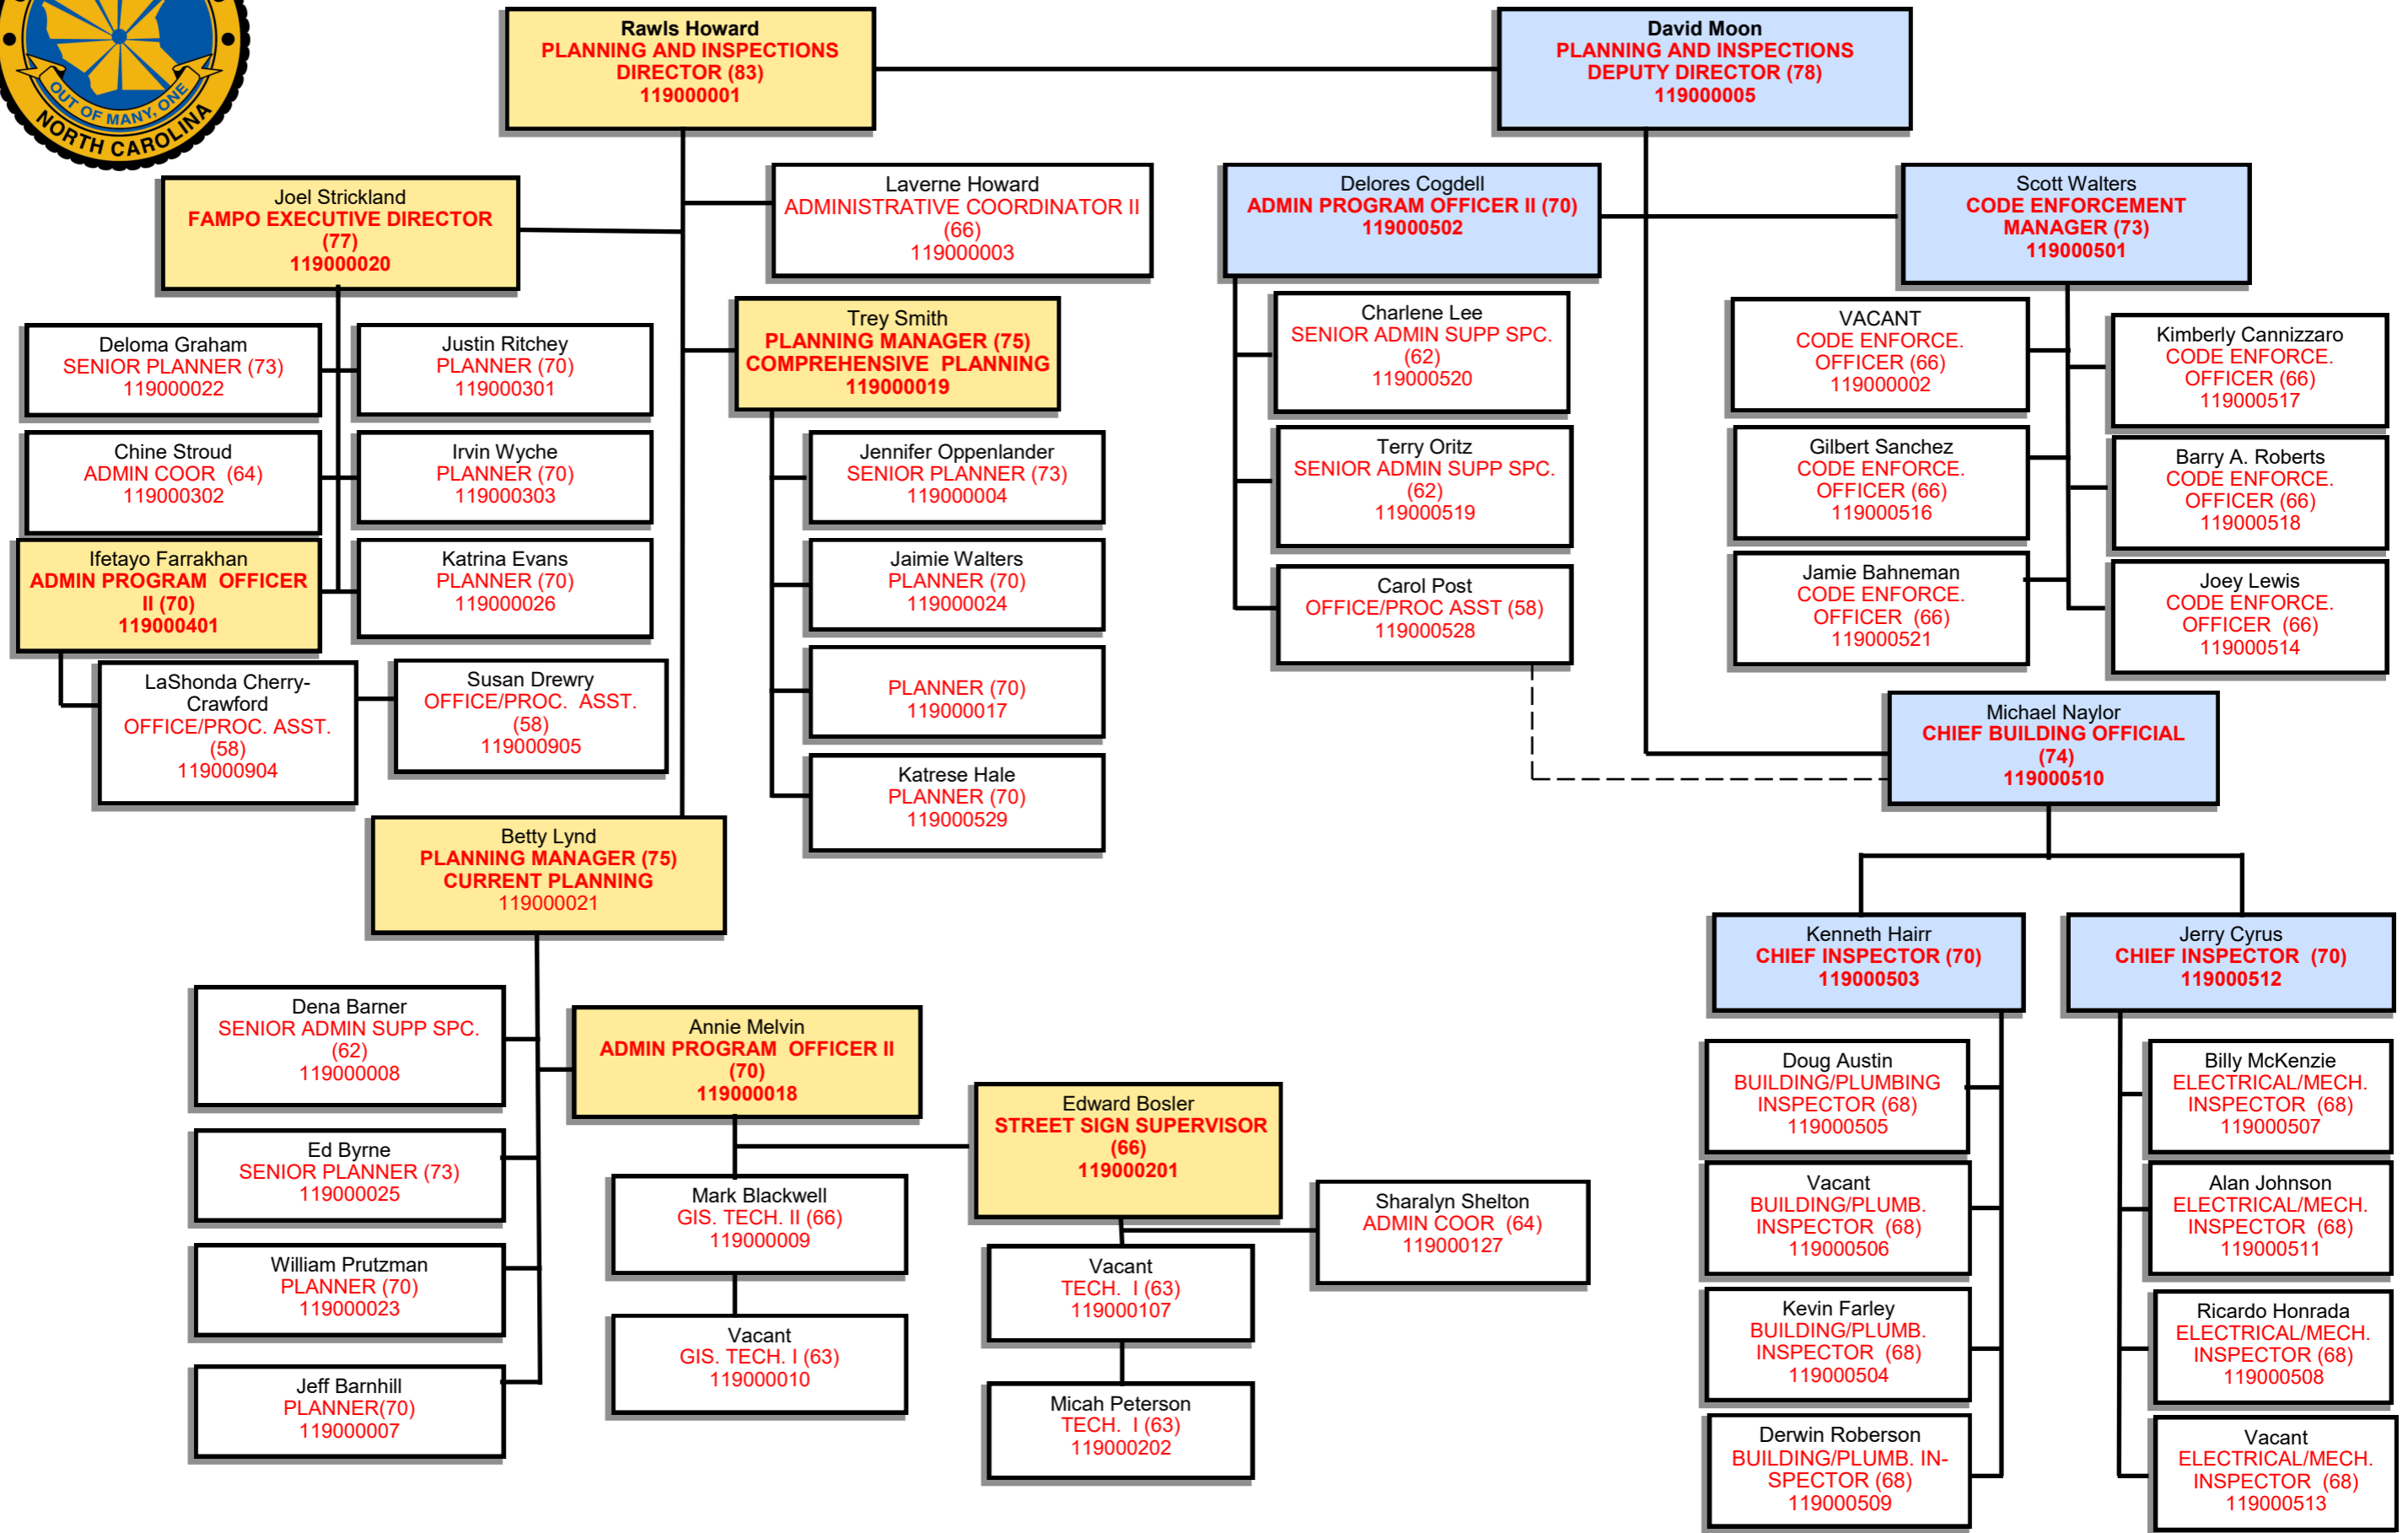 OUT OF MANY, ONE
NORTH CAROLINA
Rawls Howard
PLANNING AND INSPECTIONS
DIRECTOR (83)
119000001
David Moon
PLANNING AND INSPECTIONS
DEPUTY DIRECTOR (78)
119000005
Joel Strickland
FAMPO EXECUTIVE DIRECTOR
(77)
119000020
Laverne Howard
ADMINISTRATIVE COORDINATOR II
(66)
119000003
Delores Cogdell
ADMIN PROGRAM OFFICER II (70)
119000502
Scott Walters
CODE ENFORCEMENT
MANAGER (73)
119000501
Deloma Graham
SENIOR PLANNER (73)
119000022
Justin Ritchey
PLANNER (70)
119000301
Chine Stroud
ADMIN COOR  (64)
119000302
Irvin Wyche
PLANNER (70)
119000303
Ifetayo Farrakhan
ADMIN PROGRAM  OFFICER
II (70)
119000401
Katrina Evans
PLANNER (70)
119000026
LaShonda Cherry-
Crawford
OFFICE/PROC. ASST.
(58)
119000904
Susan Drewry
OFFICE/PROC.  ASST.
(58)
119000905
Trey Smith
PLANNING MANAGER (75)
COMPREHENSIVE  PLANNING
119000019
Jennifer Oppenlander
SENIOR PLANNER (73)
119000004
Jaimie Walters
PLANNER (70)
119000024
PLANNER (70)
119000017
Katrese Hale
PLANNER (70)
119000529
Charlene Lee
SENIOR ADMIN SUPP SPC.
(62)
119000520
Terry Oritz
SENIOR ADMIN SUPP SPC.
(62)
119000519
Carol Post
OFFICE/PROC ASST (58)
119000528
VACANT
CODE ENFORCE.
OFFICER (66)
119000002
Kimberly Cannizzaro
CODE ENFORCE.
OFFICER (66)
119000517
Gilbert Sanchez
CODE ENFORCE.
OFFICER (66)
119000516
Barry A. Roberts
CODE ENFORCE.
OFFICER (66)
119000518
Jamie Bahneman
CODE ENFORCE.
OFFICER  (66)
119000521
Joey Lewis
CODE ENFORCE.
OFFICER  (66)
119000514
Michael Naylor
CHIEF BUILDING OFFICIAL
(74)
119000510
Betty Lynd
PLANNING MANAGER (75)
CURRENT PLANNING
119000021
Dena Barner
SENIOR ADMIN SUPP SPC.
(62)
119000008
Ed Byrne
SENIOR PLANNER (73)
119000025
William Prutzman
PLANNER (70)
119000023
Jeff Barnhill
PLANNER(70)
119000007
Annie Melvin
ADMIN PROGRAM  OFFICER II
(70)
119000018
Mark Blackwell
GIS. TECH. II (66)
119000009
Vacant
GIS. TECH. I (63)
119000010
Edward Bosler
STREET SIGN SUPERVISOR
(66)
119000201
Sharalyn Shelton
ADMIN COOR  (64)
119000127
Vacant
TECH.  I (63)
119000107
Micah Peterson
TECH. I (63)
119000202
Kenneth Hairr
CHIEF INSPECTOR (70)
119000503
Jerry Cyrus
CHIEF INSPECTOR  (70)
119000512
Doug Austin
BUILDING/PLUMBING
INSPECTOR (68)
119000505
Vacant
BUILDING/PLUMB.
INSPECTOR  (68)
119000506
Kevin Farley
BUILDING/PLUMB.
INSPECTOR  (68)
119000504
Derwin Roberson
BUILDING/PLUMB. IN-
SPECTOR (68)
119000509
Billy McKenzie
ELECTRICAL/MECH.
INSPECTOR  (68)
119000507
Alan Johnson
ELECTRICAL/MECH.
INSPECTOR  (68)
119000511
Ricardo Honrada
ELECTRICAL/MECH.
INSPECTOR (68)
119000508
Vacant
ELECTRICAL/MECH.
INSPECTOR  (68)
119000513